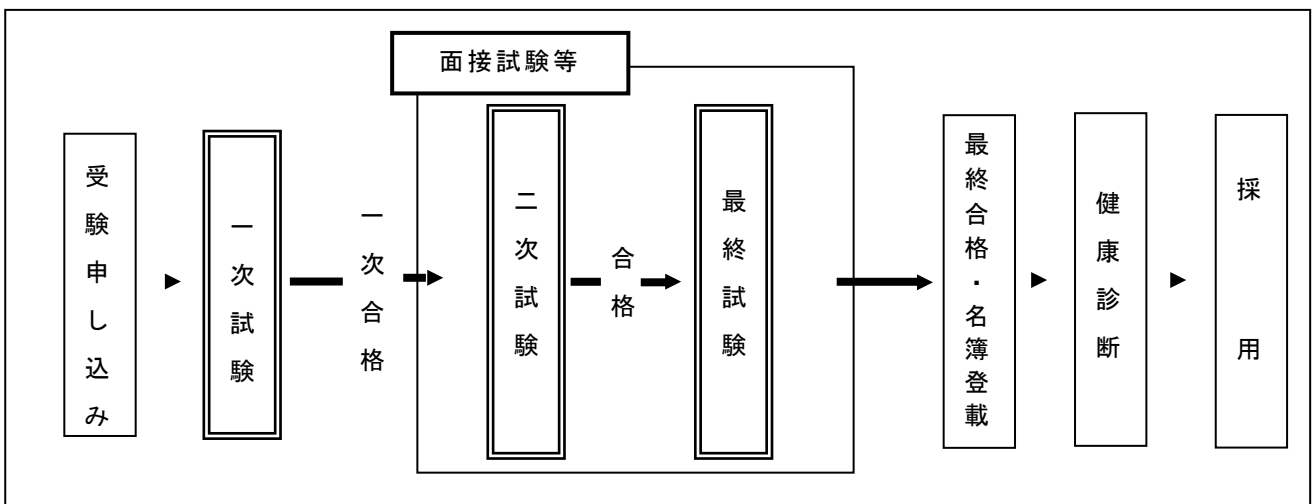 面接試験等
受験申し込み
一次試験
一次合格
二次試験
合格
最終試験
最終合格・名簿登載
健康診断
採用